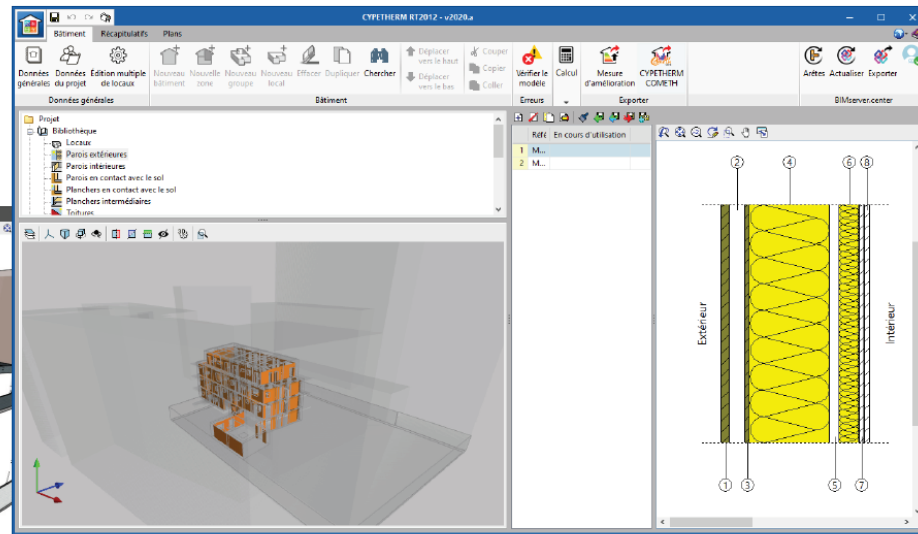 CYPETHERM RT2012 - v2020.a
Bâtiment Récapitulatifs Plans
Données générales
Données du projet
Édition multiple de locaux
Nouveau bâtiment
Nouvelle zone
Nouveau groupe
Nouveau local
Effacer
Dupliquer
Chercher
Déplacer vers le haut
Déplacer vers le bas
Couper
Copier
Coller
Vérifier le modèle
Calcul
Mesure d'amélioration
CYPETHERM COMETH
Arêtes
Actualiser
Exporter
Données générales
Bâtiment
Erreurs
Exporter
BIMserver.center
Projet
Bibliothèque
Locaux
Parois extérieures
Parois intérieures
Parois en contact avec le sol
Planchers en contact avec le sol
Planchers intermédiaires
Toitures
Réfé En cours d'utilisation
1 M...
2 M...
2 4 6 8
Extérieur
Intérieur
1 3 5 7